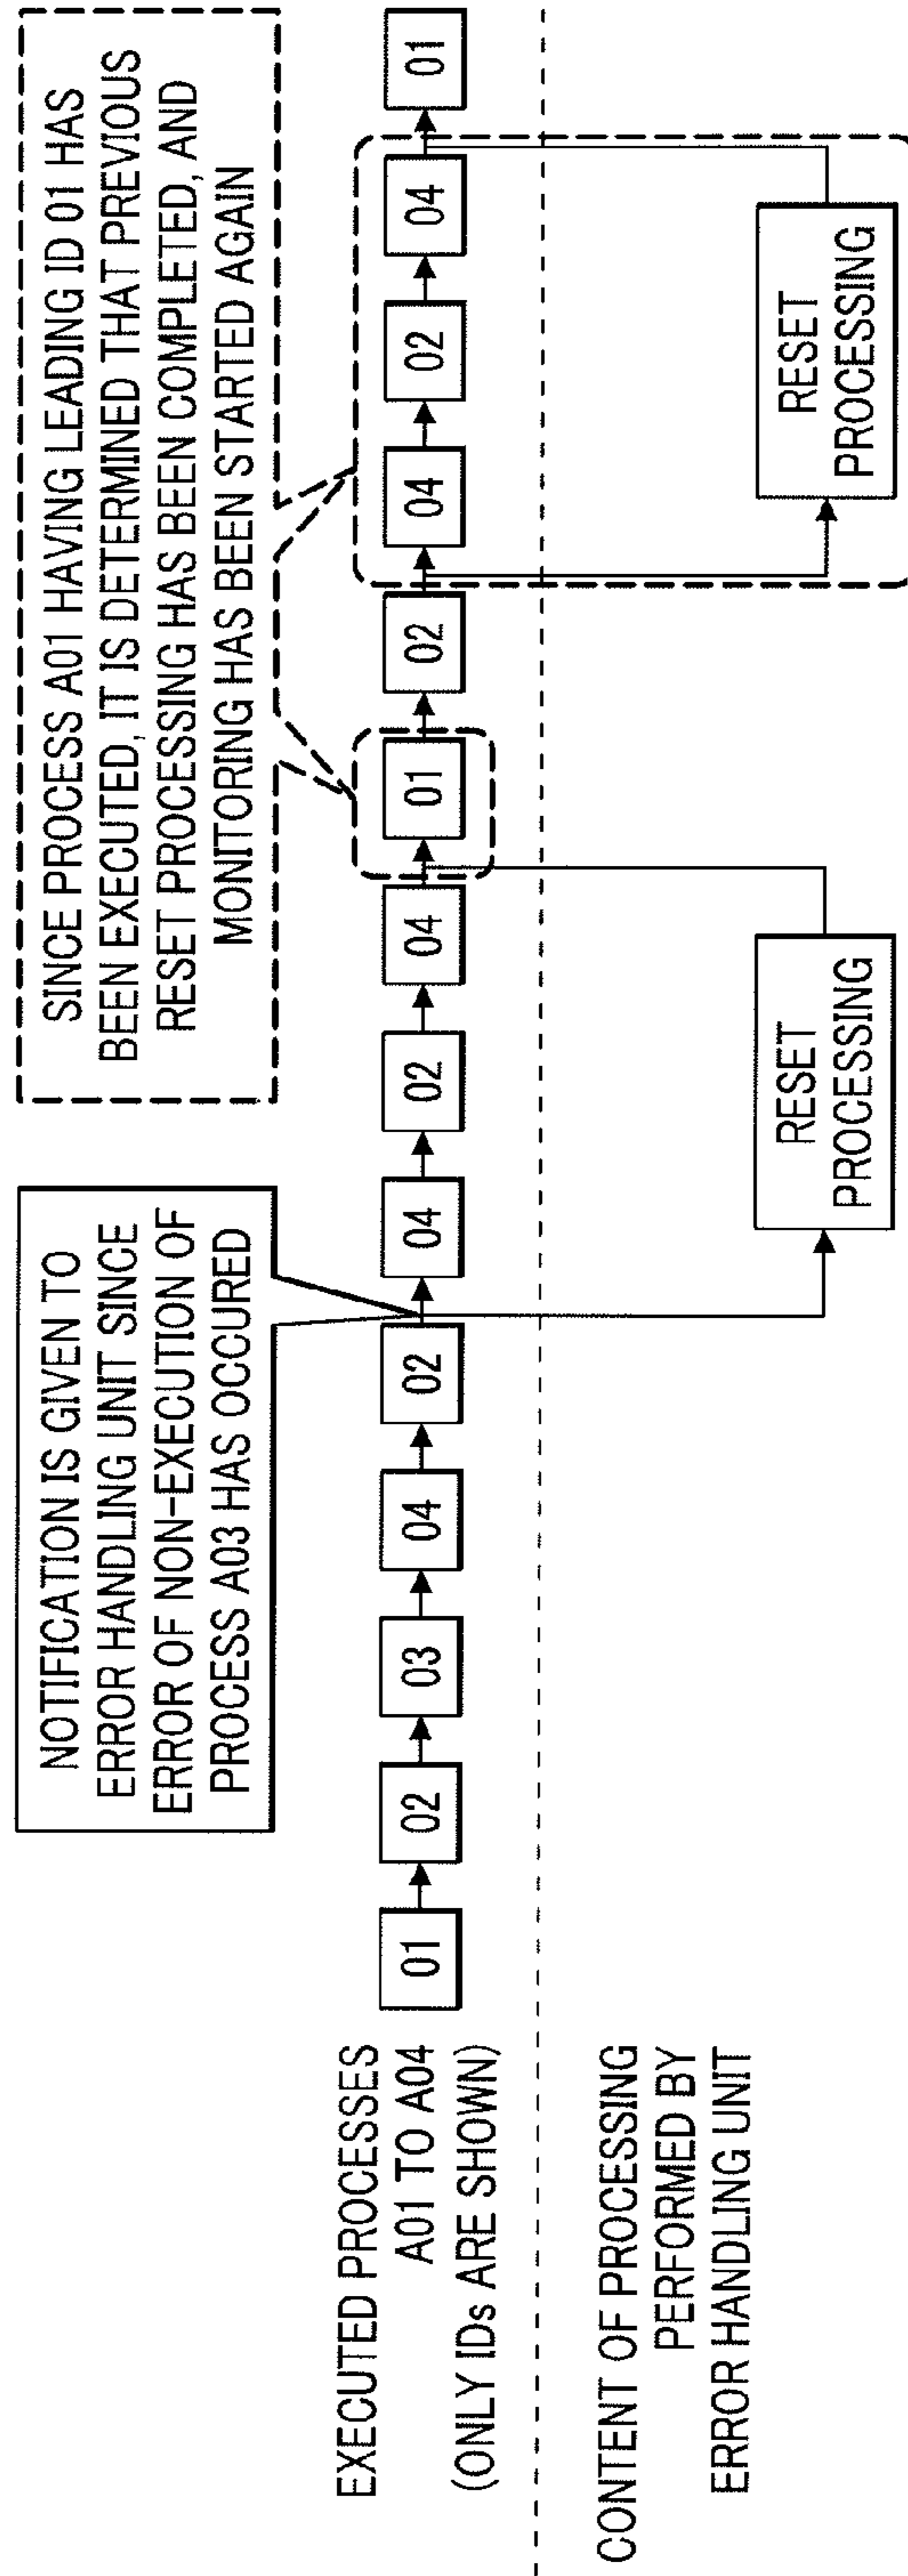 NOTIFICATION IS GIVEN TO
ERROR HANDLING UNIT SINCE
ERROR OF NON-EXECUTION OF
PROCESS A03 HAS OCCURED
SINCE PROCESS A01 HAVING LEADING ID 01 HAS
BEEN EXECUTED, IT IS DETERMINED THAT PREVIOUS
RESET PROCESSING HAS BEEN COMPLETED, AND
MONITORING HAS BEEN STARTED AGAIN
EXECUTED PROCESSES
A01 TO A04
(ONLY IDs ARE SHOWN)
01
02
03
04
02
04
02
04
01
02
04
02
04
01
CONTENT OF PROCESSING
PERFORMED BY
ERROR HANDLING UNIT
RESET
PROCESSING
RESET
PROCESSING